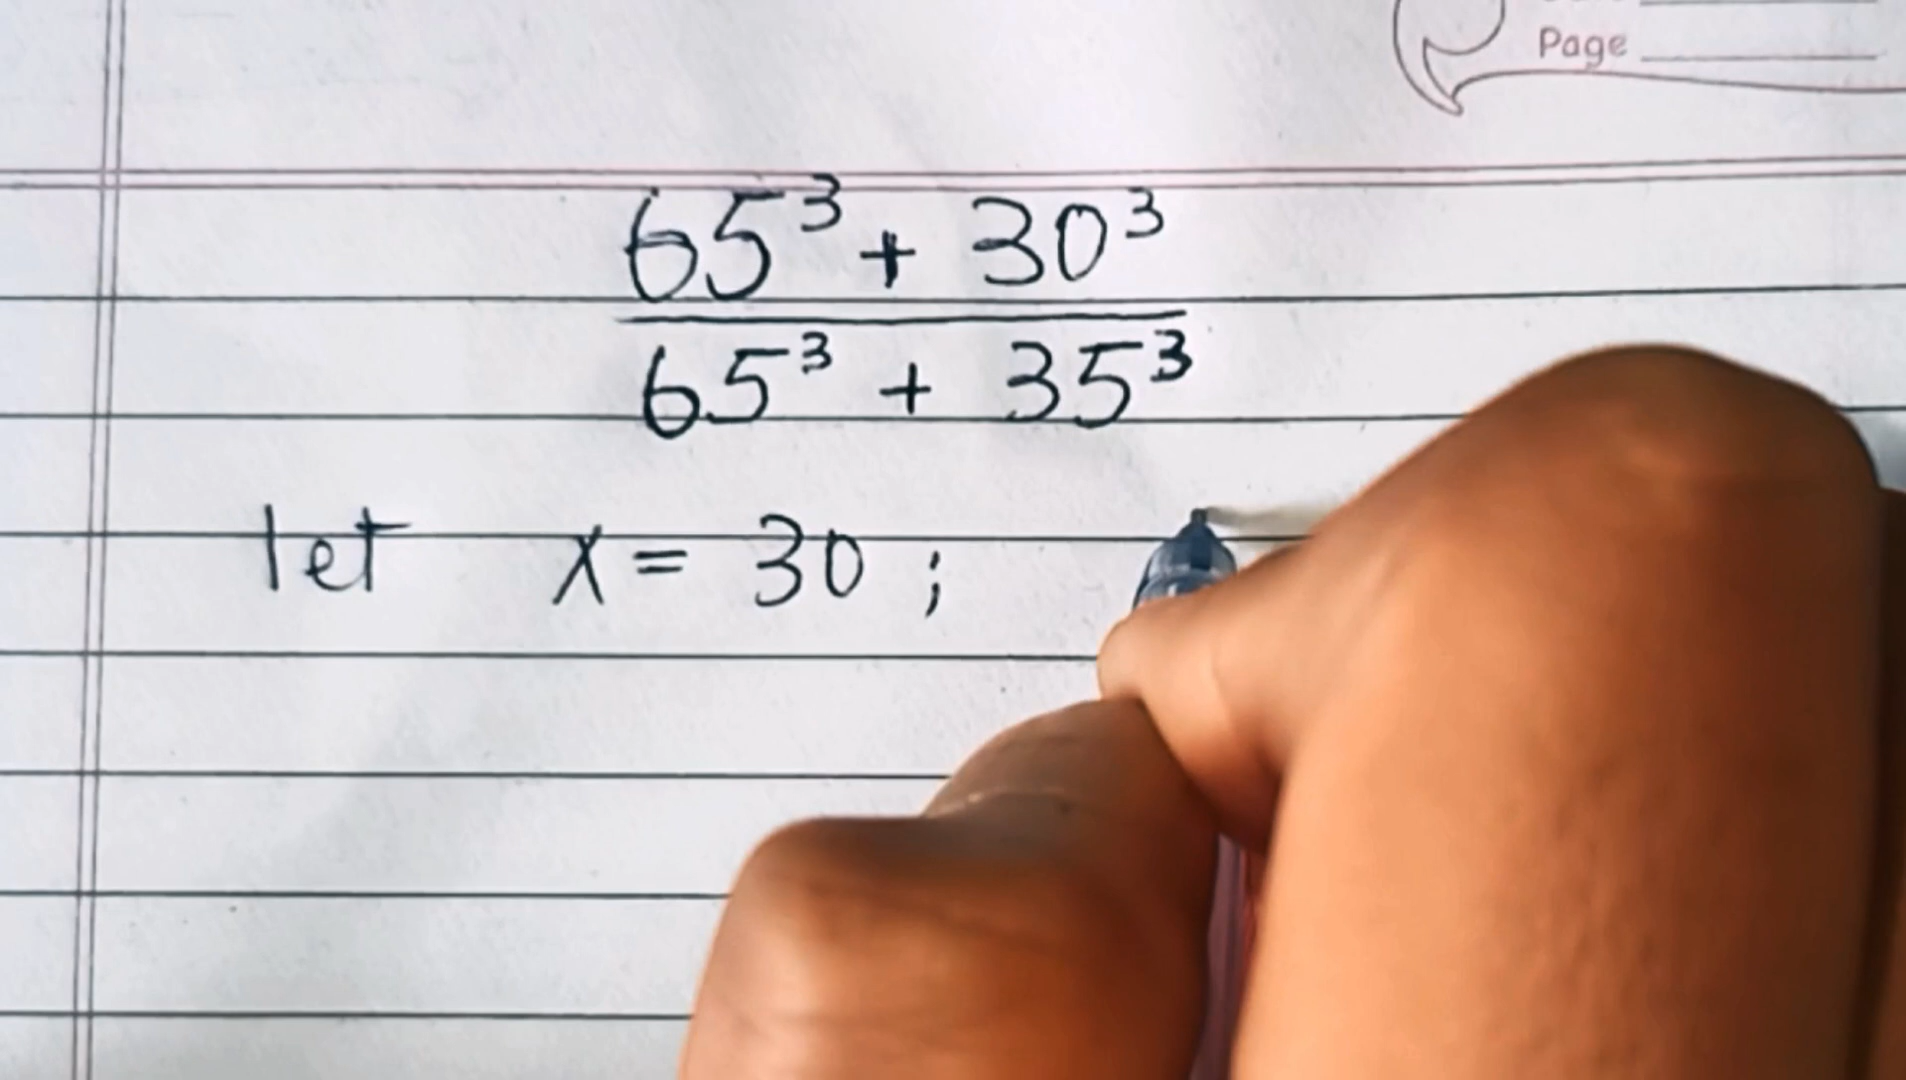 Page
65³ + 30³
65³ + 35³
let x = 30 ;